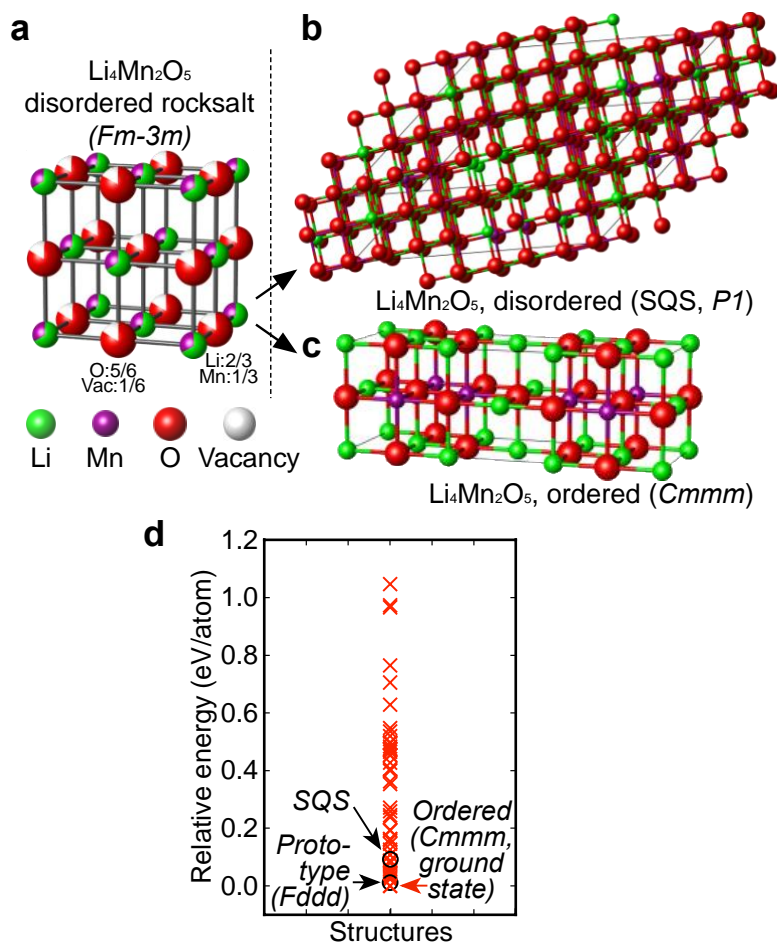 a
Li₄Mn₂O₅
disordered rocksalt
(Fm-3m)
O:5/6
Vac:1/6
Li:2/3
Mn:1/3
Li Mn O Vacancy
b
Li₄Mn₂O₅, disordered (SQS, P1)
c
Li₄Mn₂O₅, ordered (Cmmm)
d
Relative energy (eV/atom)
1.2
1.0
0.8
0.6
0.4
0.2
0.0
SQS
Proto-
type
(Fddd)
Ordered
(Cmmm,
ground
state)
Structures